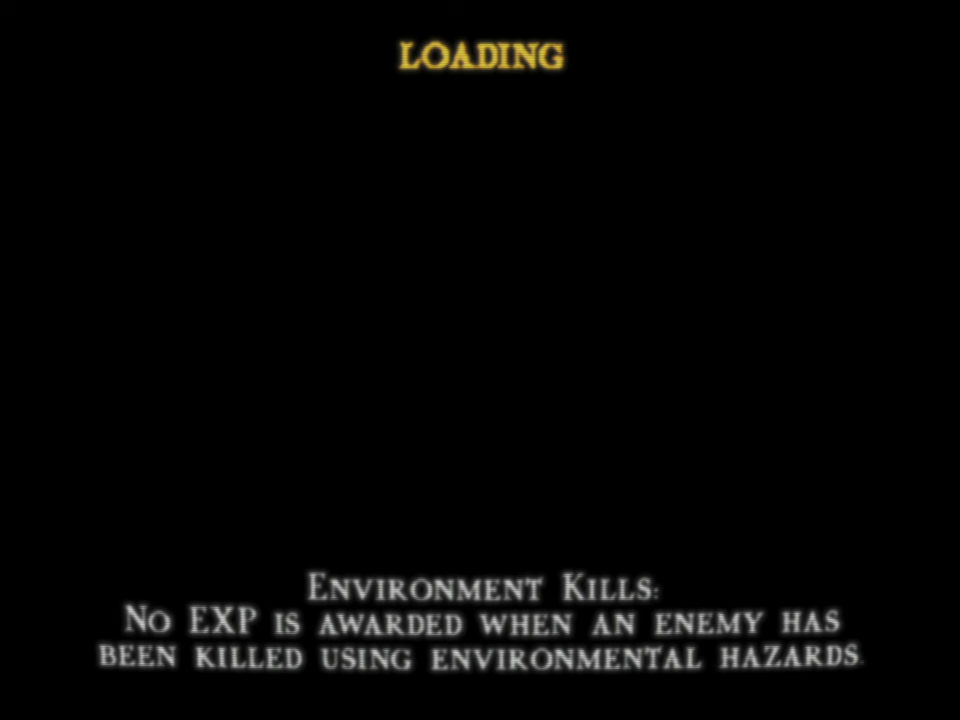 LOADING
ENVIRONMENT KILLS:
NO EXP IS AWARDED WHEN AN ENEMY HAS
BEEN KILLED USING ENVIRONMENTAL HAZARDS.